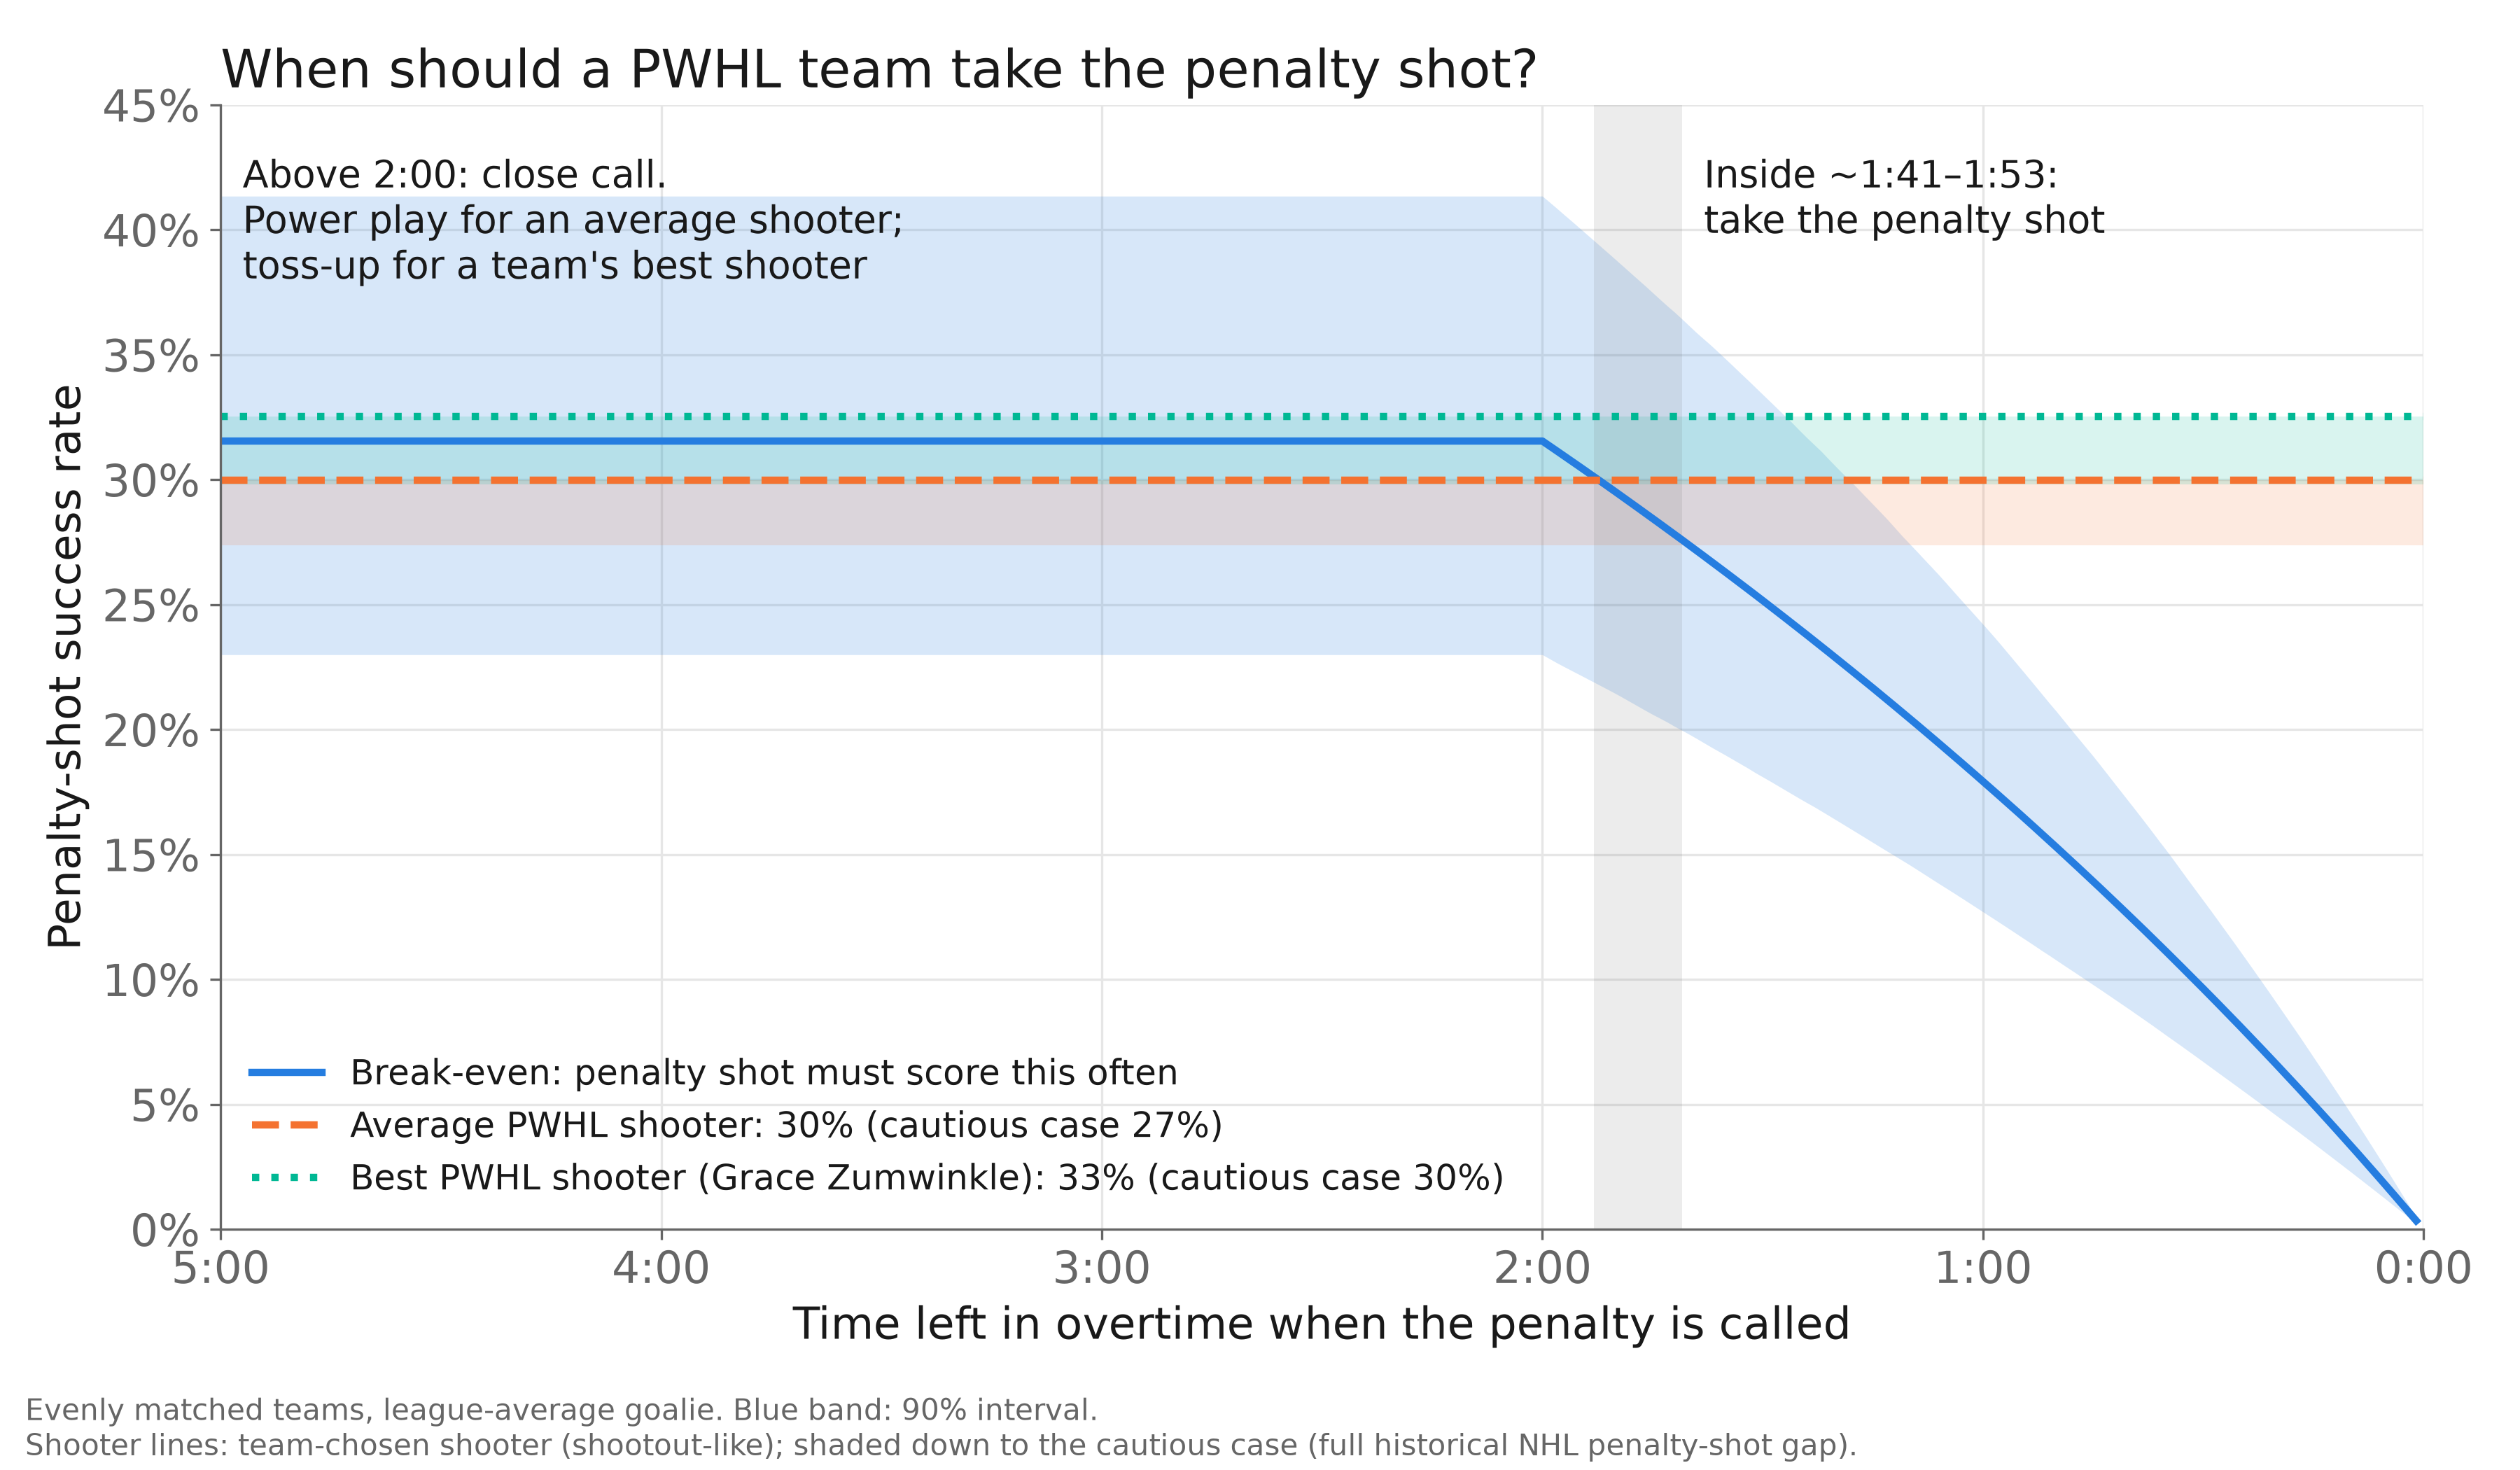 When should a PWHL team take the penalty shot?
45%
40%
35%
30%
25%
20%
15%
10%
5%
0%
Penalty-shot success rate
Above 2:00: close call.
Power play for an average shooter;
toss-up for a team's best shooter
Inside ~1:41–1:53:
take the penalty shot
Break-even: penalty shot must score this often
Average PWHL shooter: 30% (cautious case 27%)
Best PWHL shooter (Grace Zumwinkle): 33% (cautious case 30%)
5:00 4:00 3:00 2:00 1:00 0:00
Time left in overtime when the penalty is called
Evenly matched teams, league-average goalie. Blue band: 90% interval.
Shooter lines: team-chosen shooter (shootout-like); shaded down to the cautious case (full historical NHL penalty-shot gap).